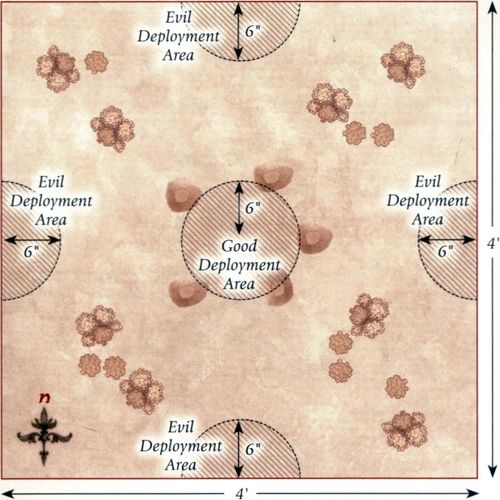 Evil
Deployment
Area
6"
Evil
Deployment
Area
6"
6"
Good
Deployment
Area
Evil
Deployment
Area
6"
4'
n
Evil
Deployment
Area
6"
4'